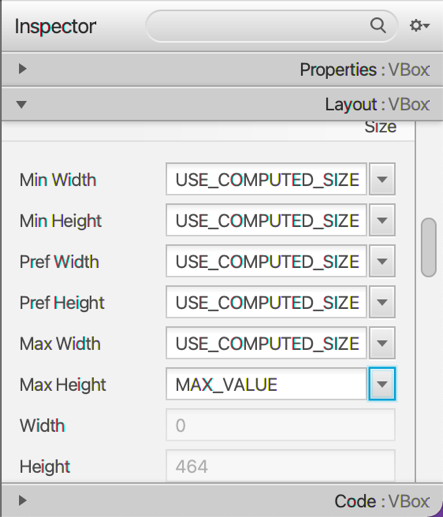 Inspector
Properties : VBox
Layout : VBox
Size
Min Width USE_COMPUTED_SIZE
Min Height USE_COMPUTED_SIZE
Pref Width USE_COMPUTED_SIZE
Pref Height USE_COMPUTED_SIZE
Max Width USE_COMPUTED_SIZE
Max Height MAX_VALUE
Width 0
Height 464
Code : VBox